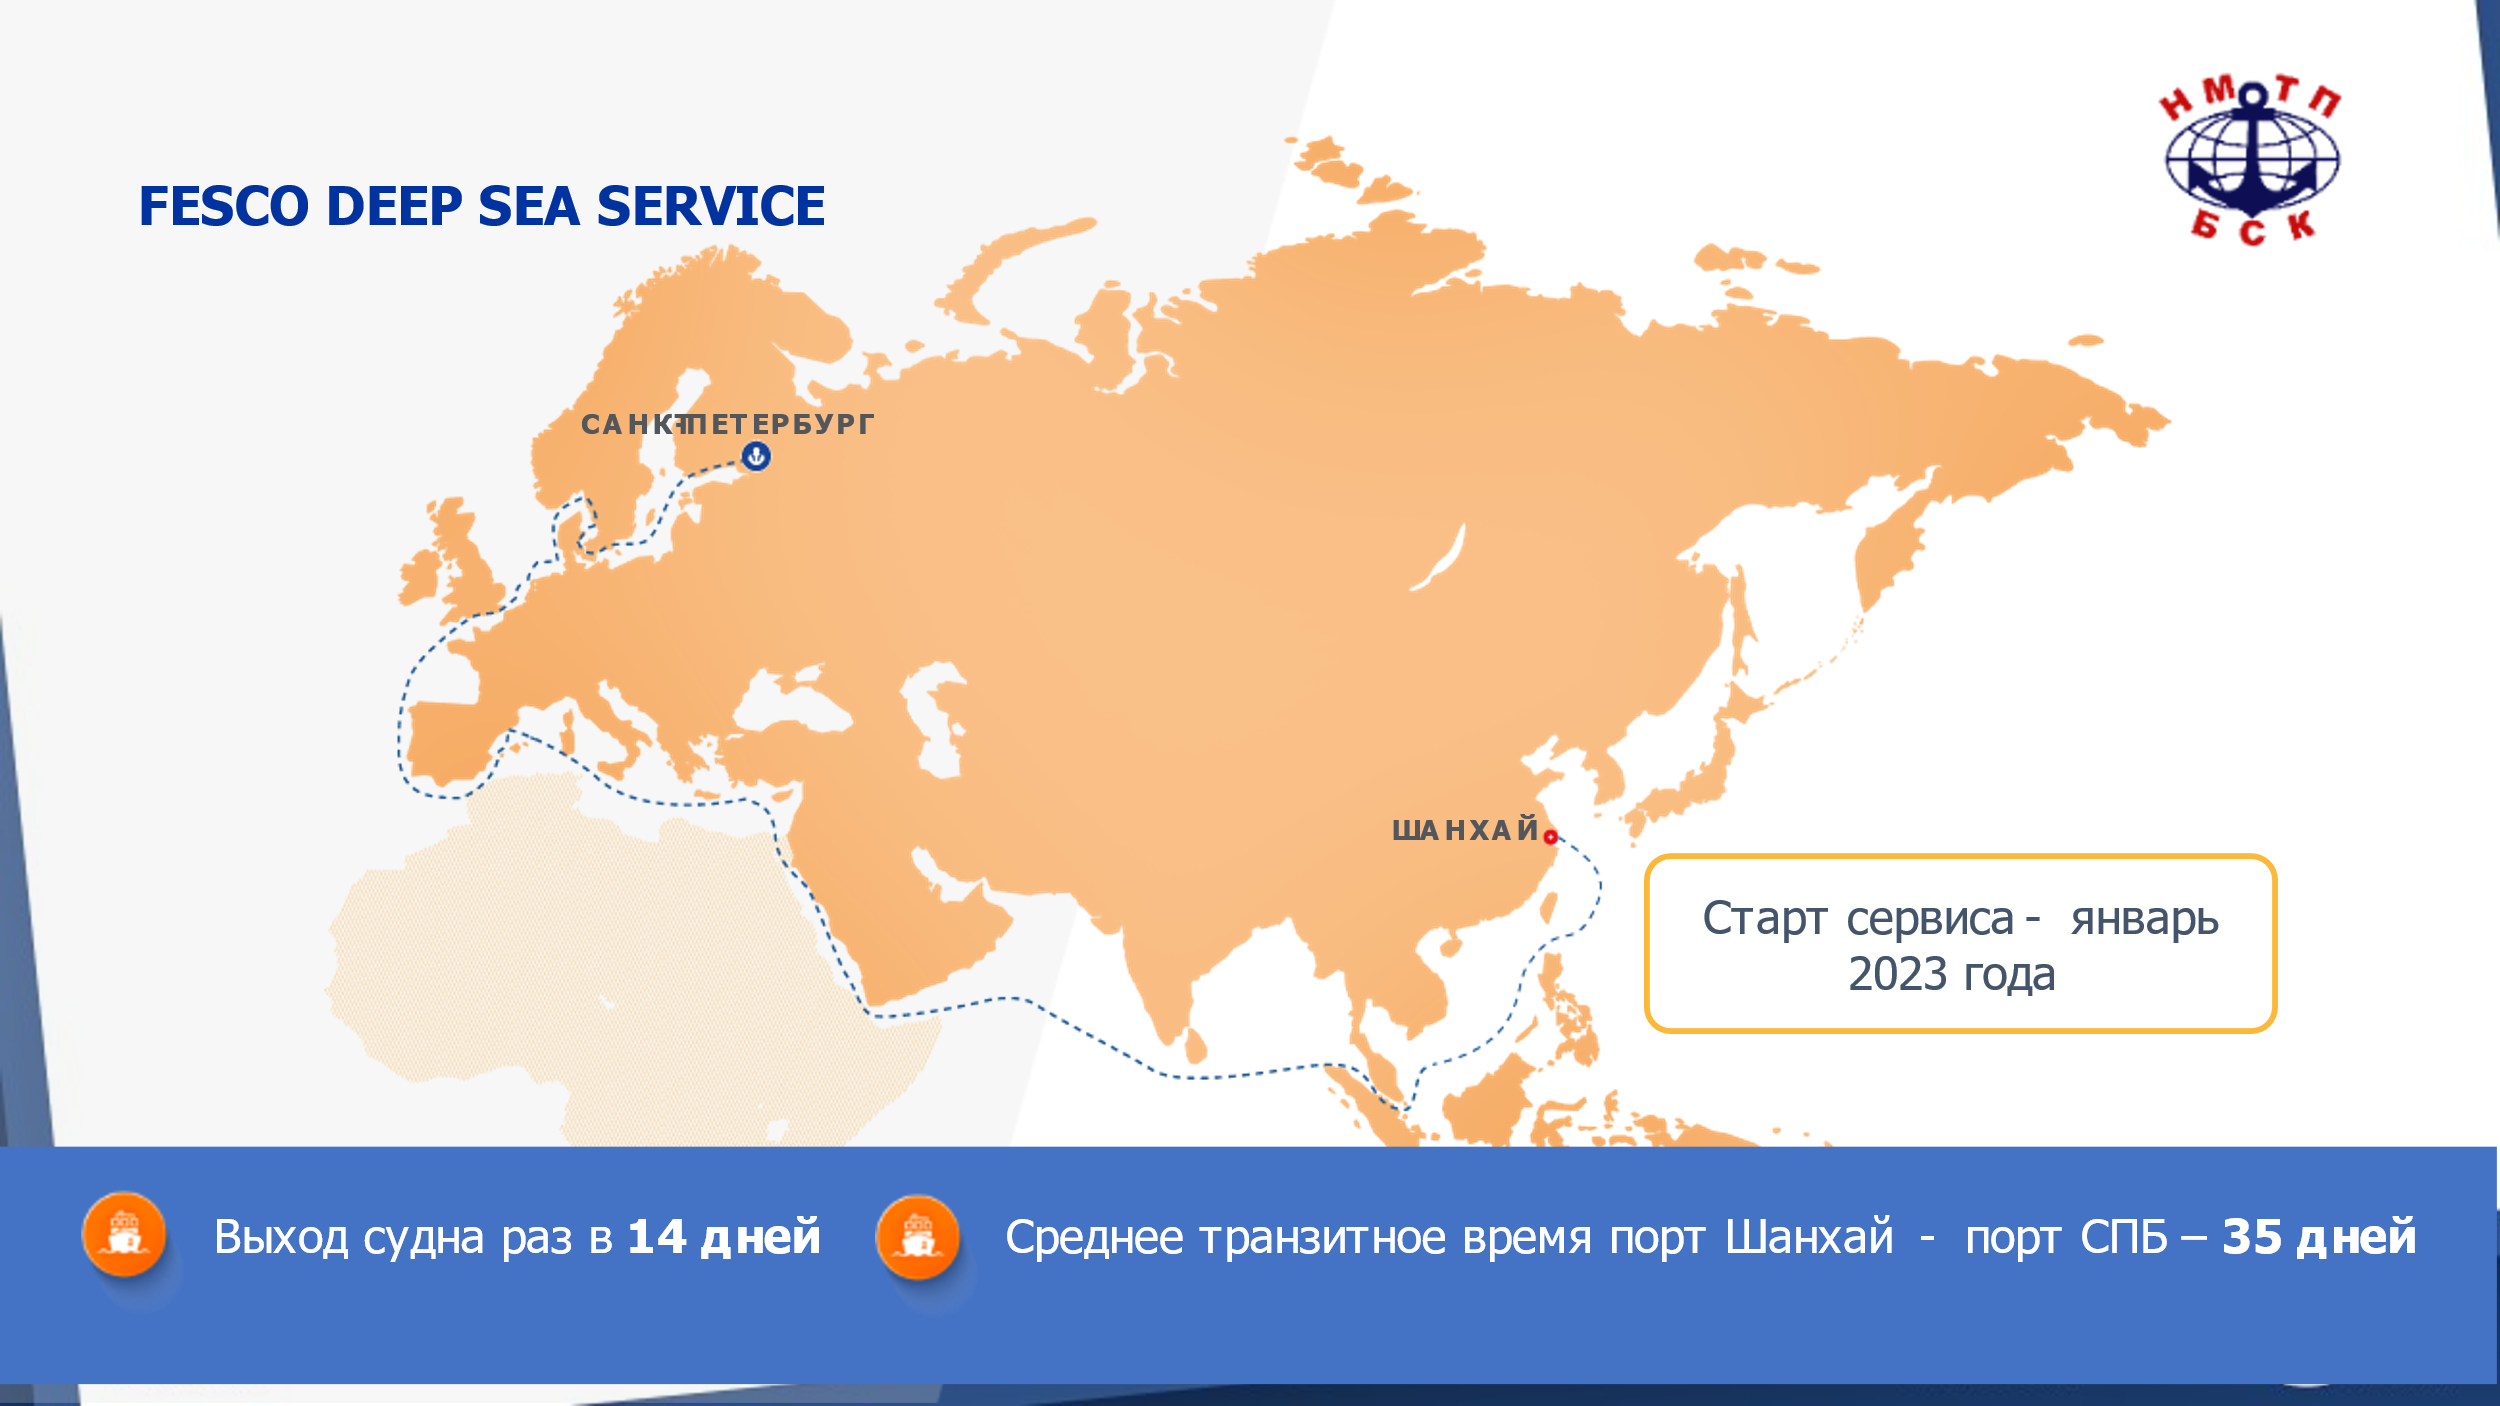 НМТП
БСК
FESCO DEEP SEA SERVICE
САНКТ-ПЕТЕРБУРГ
ШАНХАЙ
Старт сервиса - январь
2023 года
Выход судна раз в 14 дней
Среднее транзитное время порт Шанхай - порт СПБ – 35 дней